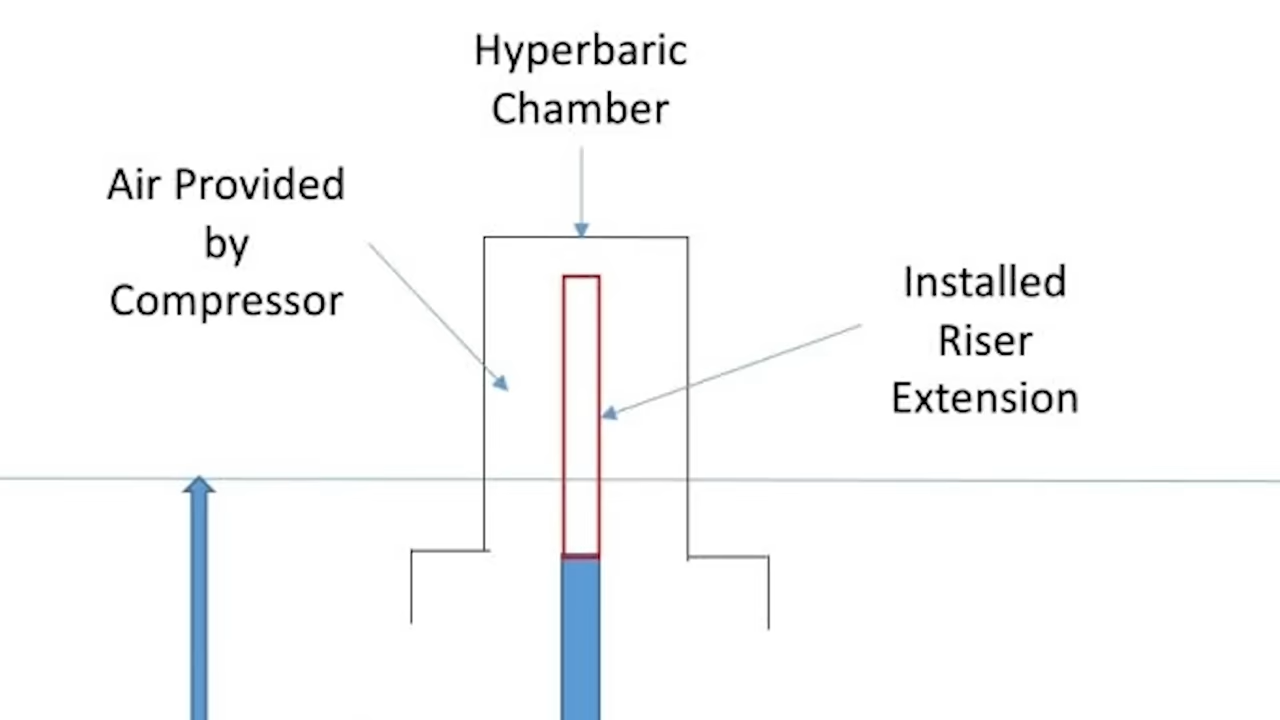 Hyperbaric
Chamber
Air Provided
by
Compressor
Installed
Riser
Extension